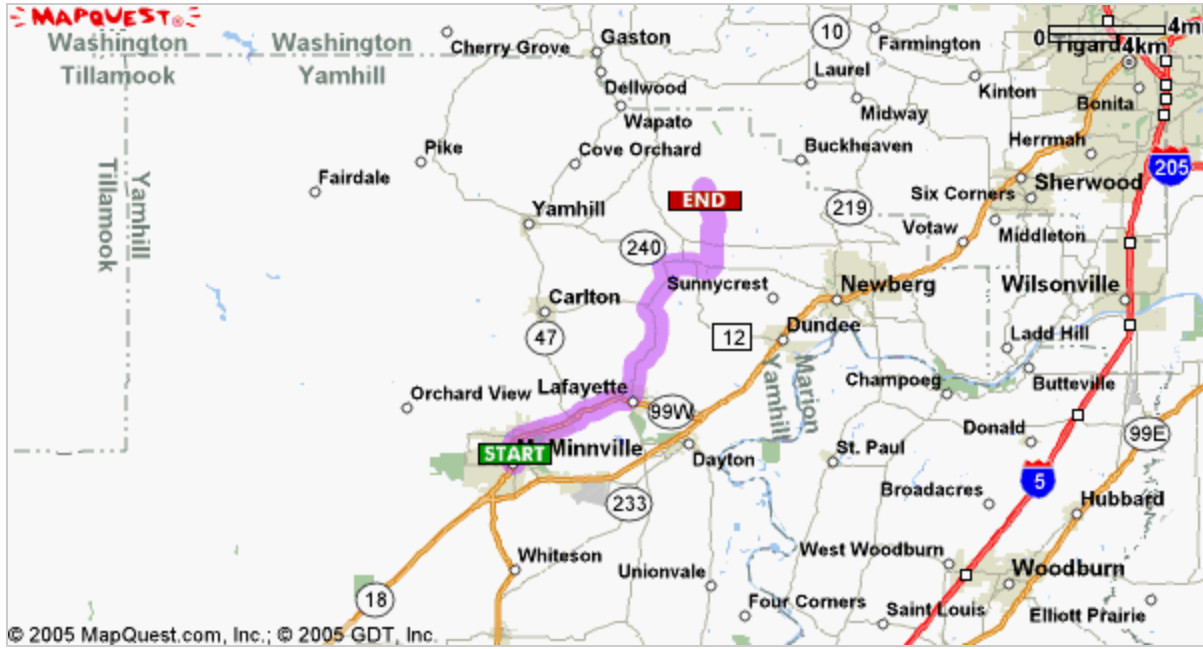 MAPQUEST
Washington
Tillamook
Washington
Yamhill
Cherry Grove
Gaston
10
Farmington
0
4mi
4km
Tigard
Dellwood
Laurel
Kinton
Bonita
Wapato
Midway
Herrmah
Pike
Cove Orchard
Buckheaven
205
Fairdale
Tillamook
Yamhill
END
Six Corners
Sherwood
Yamhill
219
Votaw
Middleton
240
Sunnycrest
Newberg
Wilsonville
Carlton
47
12
Dundee
Ladd Hill
Yamhill
Marion
Champoeg
Butteville
Orchard View
Lafayette
99W
Donald
99E
START
McMinnville
Dayton
St. Paul
5
Broadacres
Hubbard
233
Whiteson
Unionvale
West Woodburn
Woodburn
18
Four Corners
Saint Louis
Elliott Prairie
© 2005 MapQuest.com, Inc.; © 2005 GDT, Inc.